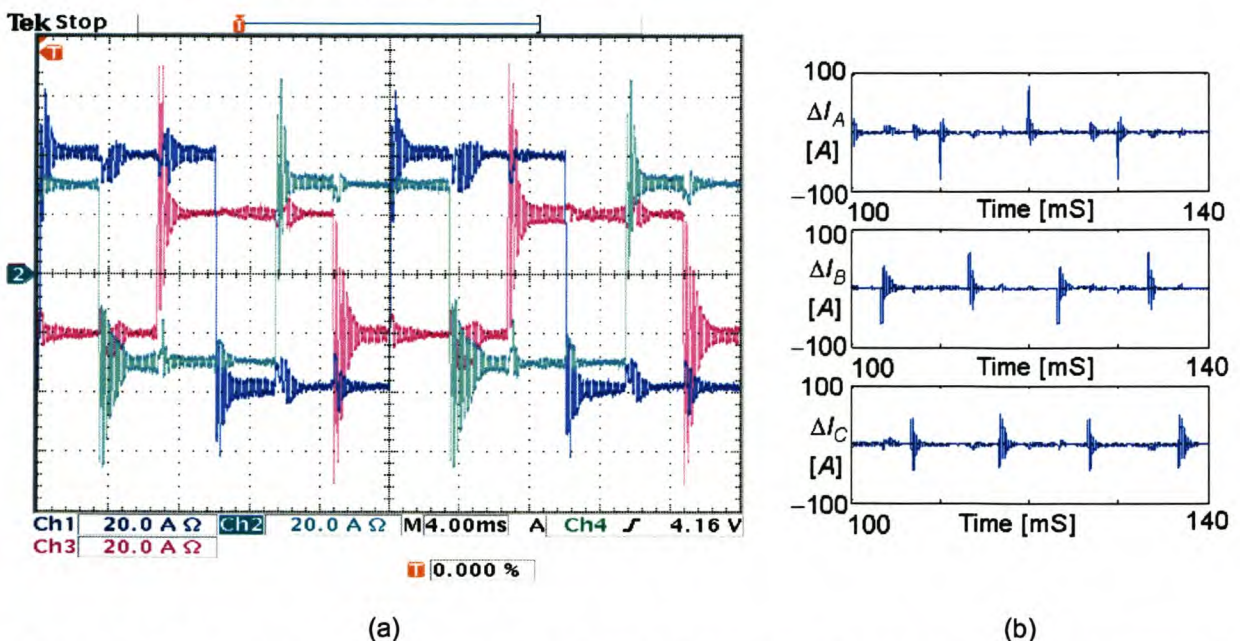 Tek Stop
T
T
2
Ch1 20.0 A Ω Ch2 20.0 A Ω M 4.00ms A Ch4 ƒ 4.16 V
Ch3 20.0 A Ω
T 0.000 %
(a)
100
ΔI_A
[A]
−100
100 Time [mS] 140
100
ΔI_B
[A]
−100
100 Time [mS] 140
100
ΔI_C
[A]
−100
100 Time [mS] 140
(b)